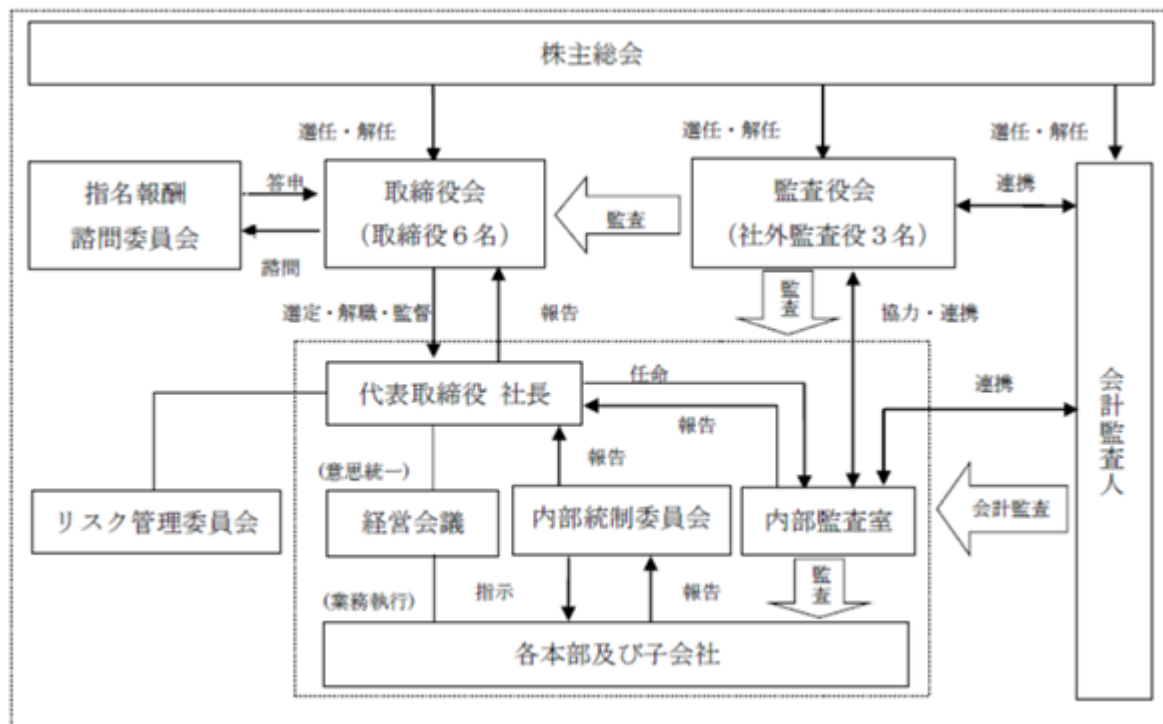 株主総会
選任・解任
選任・解任
選任・解任
指名報酬
諮問委員会
答申
諮問
取締役会
(取締役6名)
監査
監査役会
(社外監査役3名)
連携
選定・解職・監督
報告
監査
協力・連携
代表取締役 社長
任命
報告
連携
会計監査人
(意思統一)
報告
リスク管理委員会
経営会議
内部統制委員会
内部監査室
会計監査
(業務執行)
指示
報告
監査
各本部及び子会社